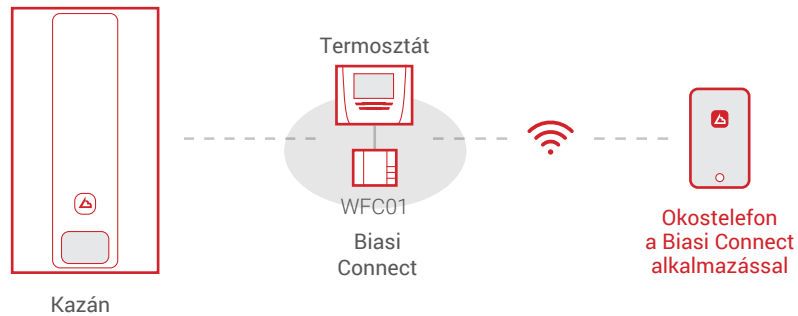 Termosztát
WFC01
Biasi
Connect
Okostelefon
a Biasi Connect
alkalmazással
Kazán